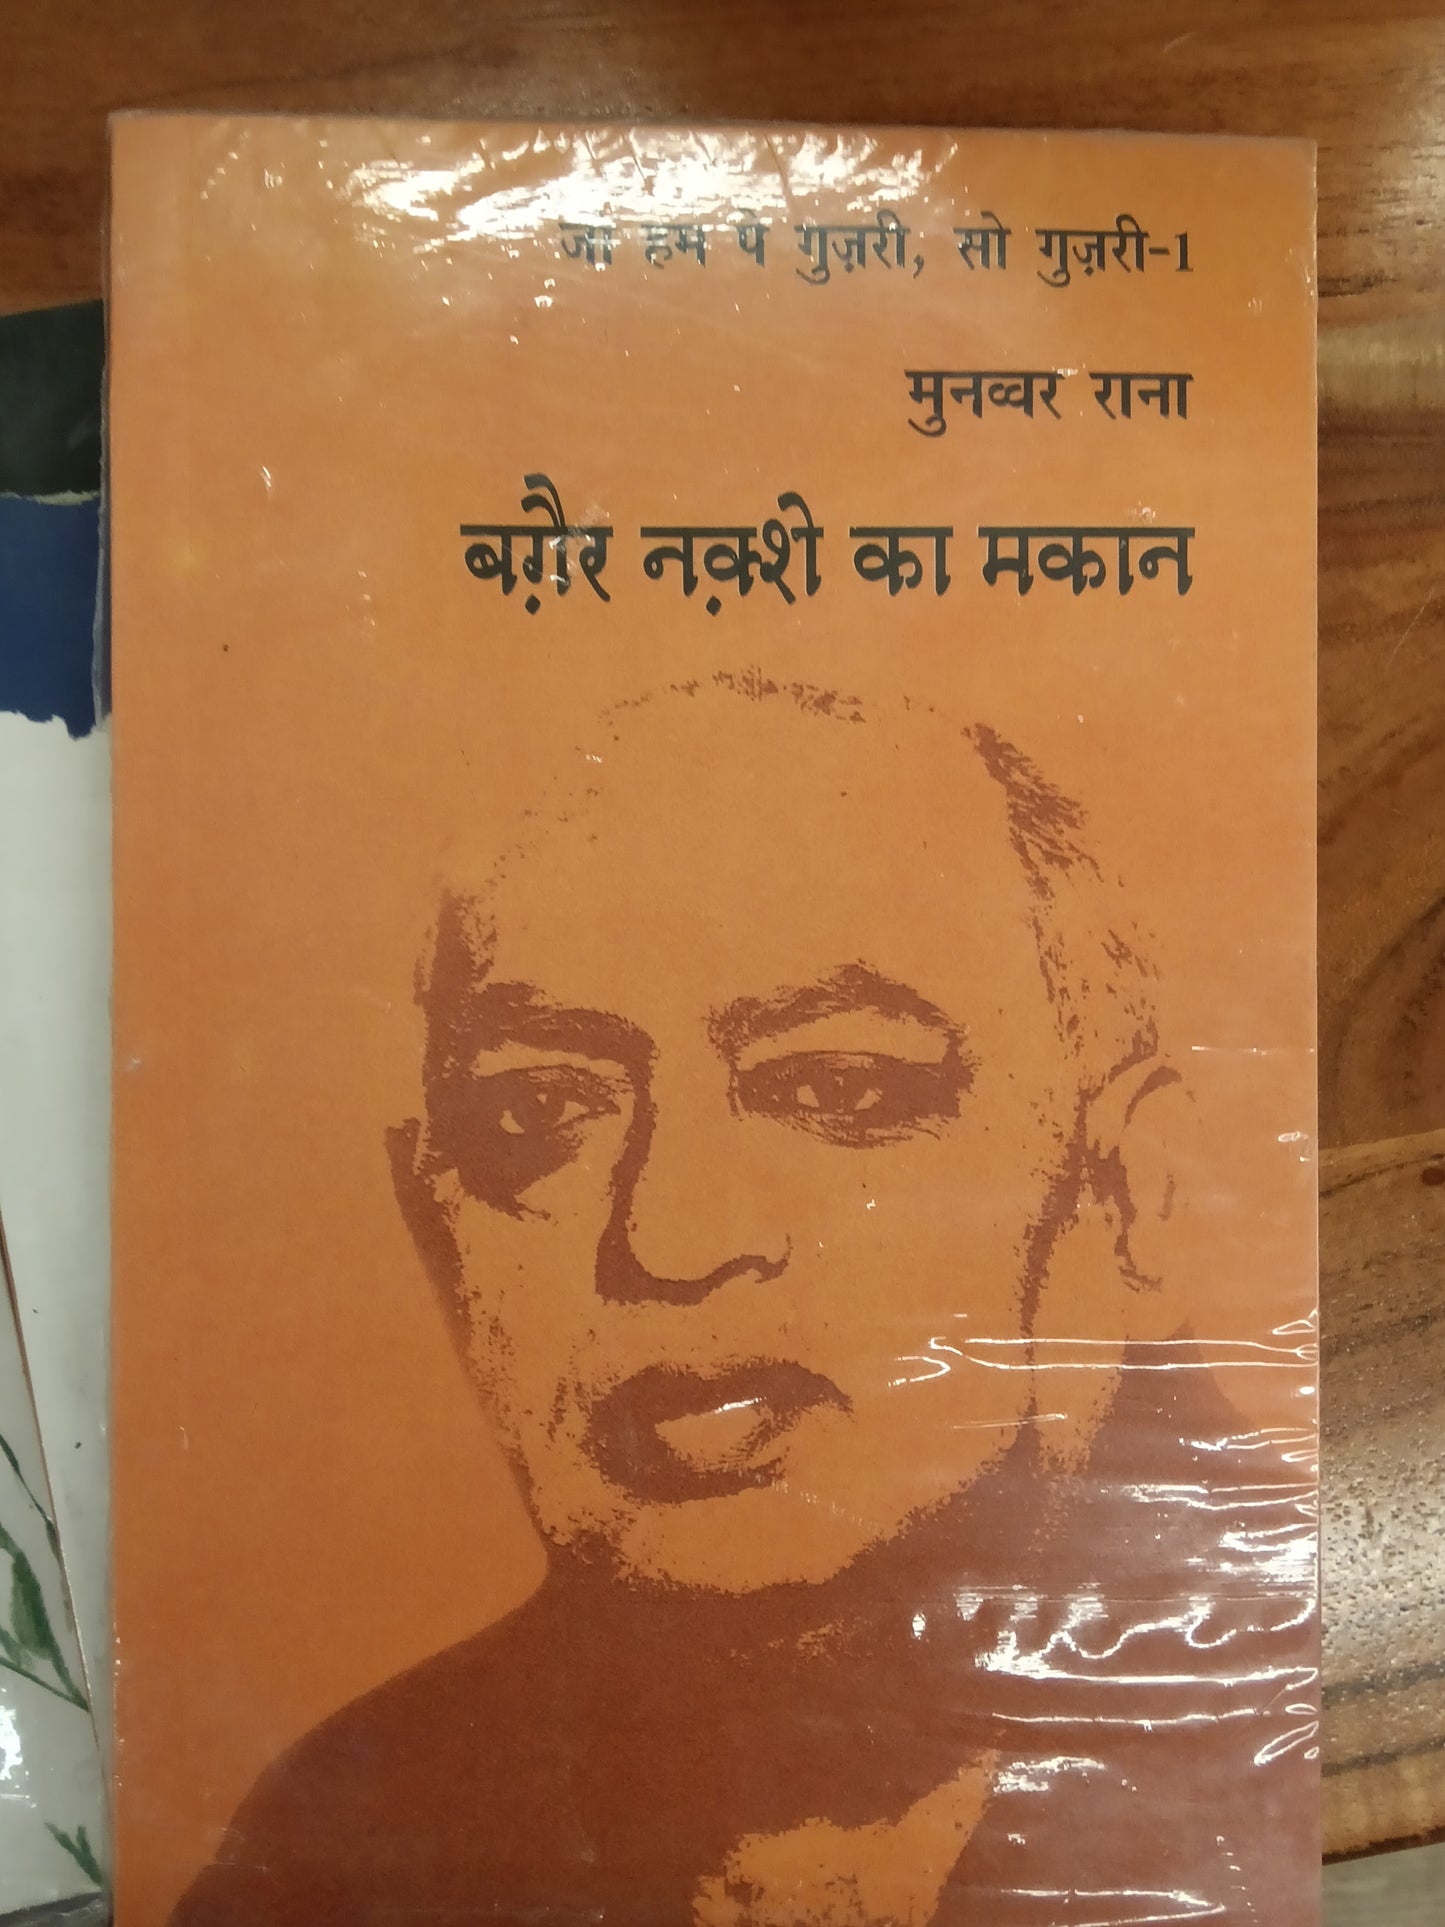 जो हम पे गुज़री, सो गुज़री-1
मुनव्वर राना
बग़ैर नक़्शे का मकान